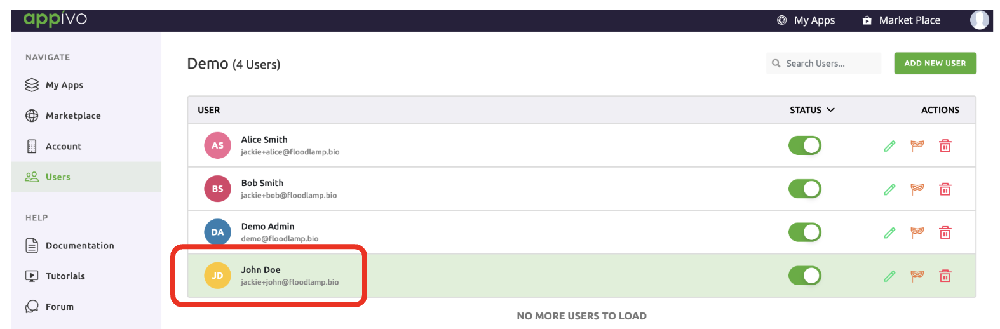 appivo
My Apps
Market Place
NAVIGATE
My Apps
Marketplace
Account
Users
HELP
Documentation
Tutorials
Forum
Demo (4 Users)
Search Users...
ADD NEW USER
USER STATUS ACTIONS
AS
Alice Smith
jackie+alice@floodlamp.bio
BS
Bob Smith
jackie+bob@floodlamp.bio
DA
Demo Admin
demo@floodlamp.bio
JD
John Doe
jackie+john@floodlamp.bio
NO MORE USERS TO LOAD